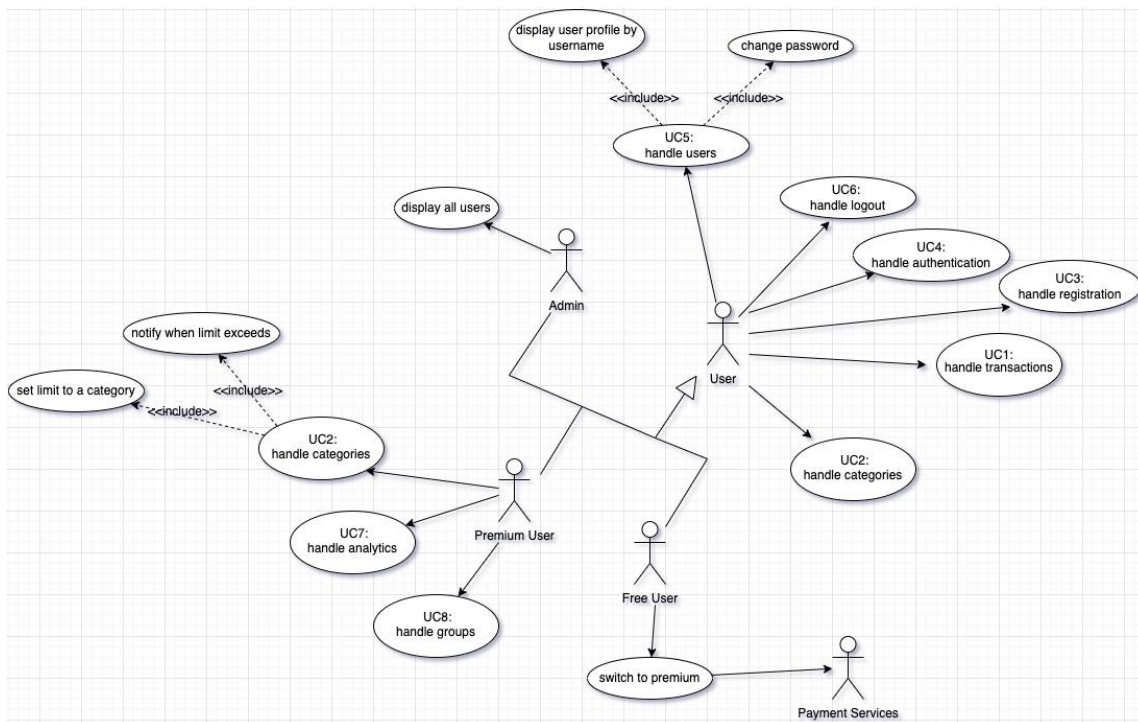 display user profile by
username
change password
<<include>>
<<include>>
UC5:
handle users
UC6:
handle logout
display all users
UC4:
handle authentication
UC3:
handle registration
Admin
notify when limit exceeds
UC1:
handle transactions
User
set limit to a category
<<include>>
<<include>>
UC2:
handle categories
UC2:
handle categories
Premium User
UC7:
handle analytics
Free User
UC8:
handle groups
switch to premium
Payment Services